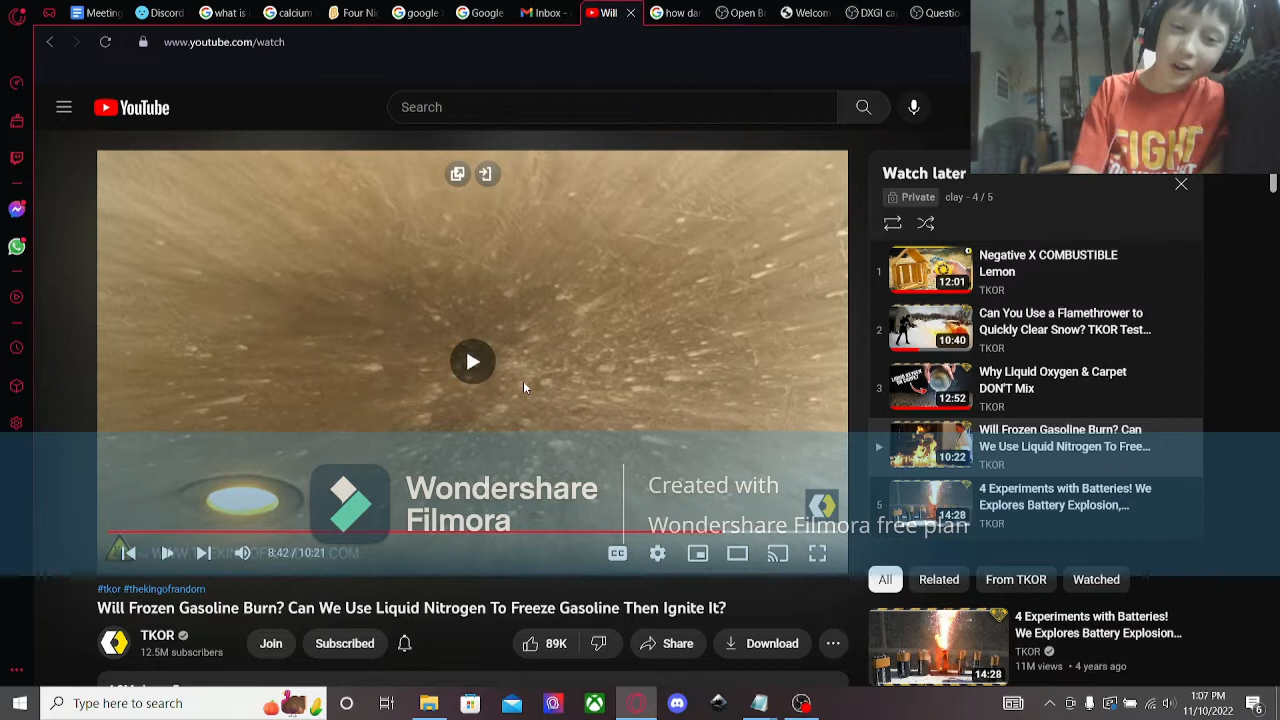 Meeting
Discord
what is
calcium
Four Ni
google
Google
Inbox -
Will
how dar
Open Br
Welcom
DXGI ca
Questio
www.youtube.com/watch
YouTube
Search
FIGHT
Watch later
Private clay - 4 / 5
1
Negative X COMBUSTIBLE
Lemon
12:01
TKOR
2
Can You Use a Flamethrower to
Quickly Clear Snow? TKOR Test...
10:40
TKOR
3
Why Liquid Oxygen & Carpet
DON'T Mix
12:52
TKOR
Will Frozen Gasoline Burn? Can
We Use Liquid Nitrogen To Free...
10:22
TKOR
5
4 Experiments with Batteries! We
Explores Battery Explosion,...
14:28
TKOR
Wondershare
Filmora
Created with
Wondershare Filmora free plan
8:42 / 10:21
CC
#tkor #thekingofrandom
Will Frozen Gasoline Burn? Can We Use Liquid Nitrogen To Freeze Gasoline Then Ignite It?
TKOR
12.5M subscribers
Join
Subscribed
89K
Share
Download
All
Related
From TKOR
Watched
4 Experiments with Batteries!
We Explores Battery Explosion...
TKOR
11M views • 4 years ago
14:28
Type here to search
1:07 PM
11/10/2022
6